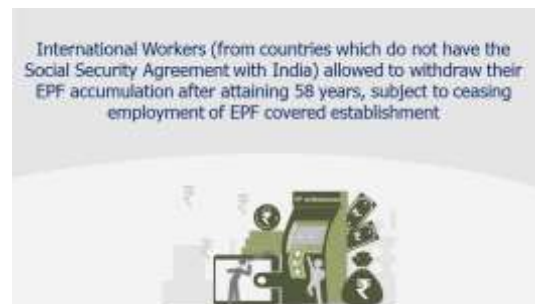 International Workers (from countries which do not have the
Social Security Agreement with India) allowed to withdraw their
EPF accumulation after attaining 58 years, subject to ceasing
employment of EPF covered establishment